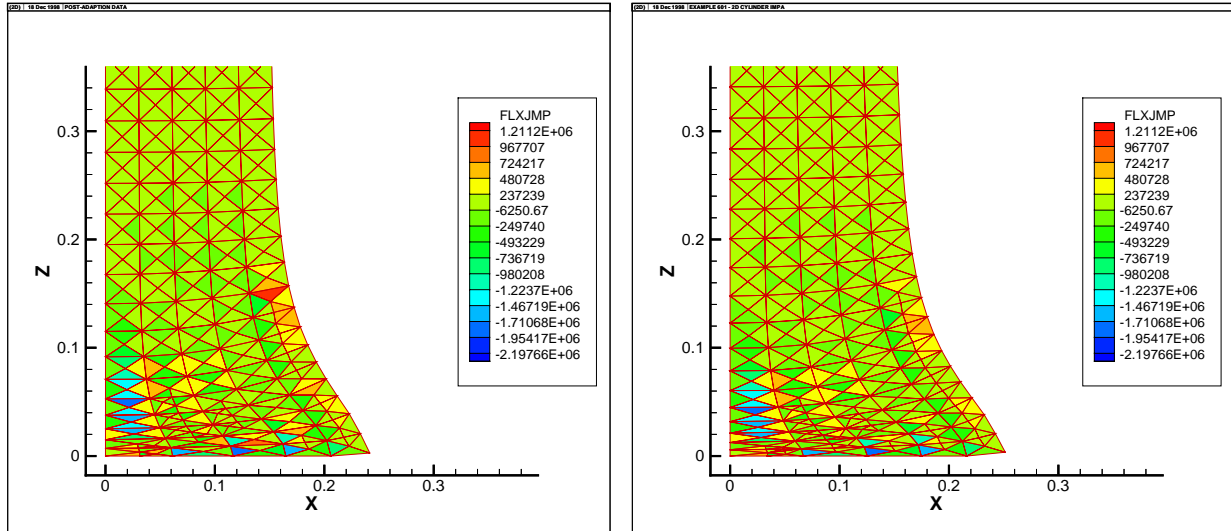 (2D) | 18 Dec 1998 | POST-ADAPTION DATA
FLXJMP
1.2112E+06
967707
724217
480728
237239
-6250.67
-249740
-493229
-736719
-980208
-1.2237E+06
-1.46719E+06
-1.71068E+06
-1.95417E+06
-2.19766E+06
0.3
0.2
0.1
0
Z
0
0.1
0.2
0.3
X
(2D) | 18 Dec 1998 | EXAMPLE 601 - 2D CYLINDER IMPA
FLXJMP
1.2112E+06
967707
724217
480728
237239
-6250.67
-249740
-493229
-736719
-980208
-1.2237E+06
-1.46719E+06
-1.71068E+06
-1.95417E+06
-2.19766E+06
0.3
0.2
0.1
0
Z
0
0.1
0.2
0.3
X